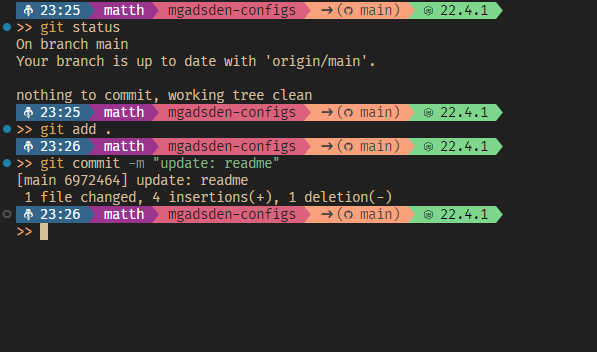 23:25 matth mgadsden-configs →( main) 22.4.1
>> git status
On branch main
Your branch is up to date with 'origin/main'.
nothing to commit, working tree clean
23:25 matth mgadsden-configs →( main) 22.4.1
>> git add .
23:26 matth mgadsden-configs →( main) 22.4.1
>> git commit -m "update: readme"
[main 6972464] update: readme
1 file changed, 4 insertions(+), 1 deletion(-)
23:26 matth mgadsden-configs →( main) 22.4.1
>>